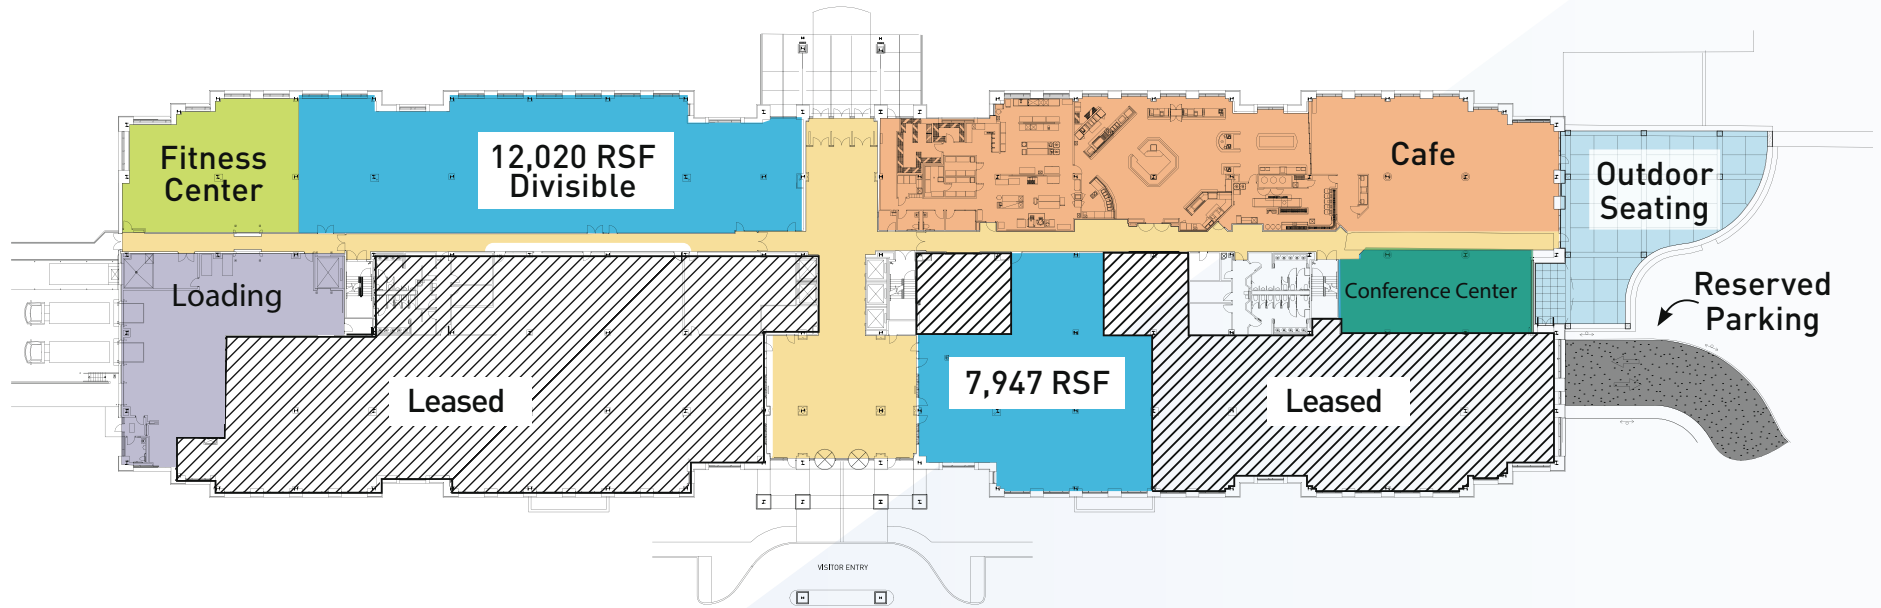 Fitness
Center
12,020 RSF
Divisible
Cafe
Outdoor
Seating
Loading
Conference Center
Reserved
Parking
Leased
7,947 RSF
Leased
VISITOR ENTRY